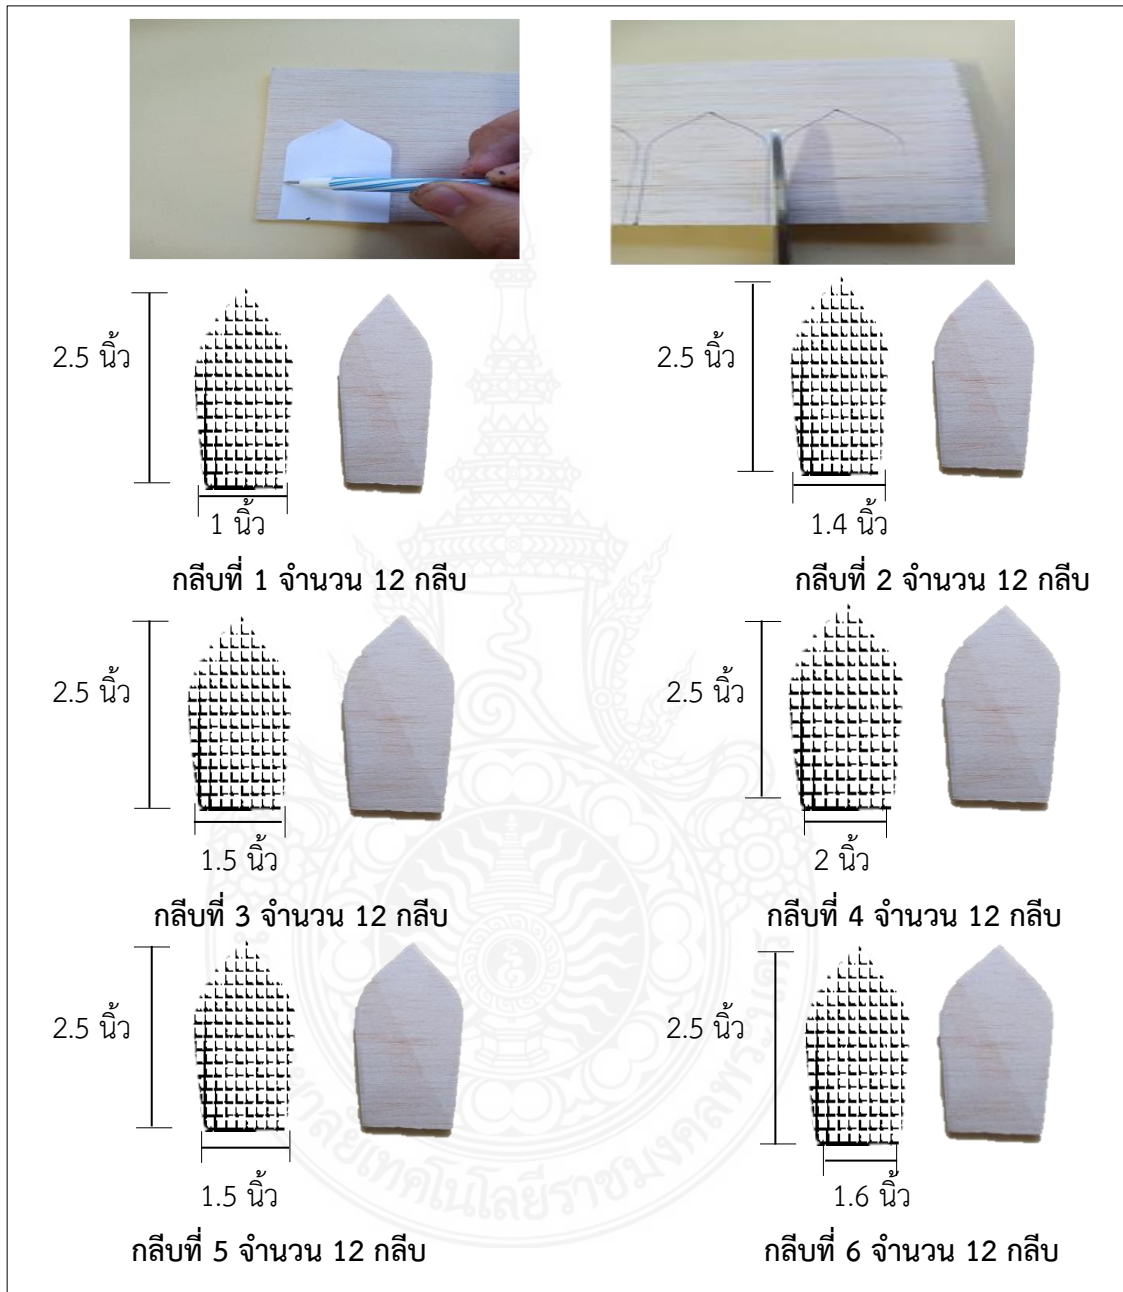 2.5 นิ้ว
2.5 นิ้ว
1 นิ้ว
1.4 นิ้ว
กลีบที่ 1 จำนวน 12 กลีบ
กลีบที่ 2 จำนวน 12 กลีบ
2.5 นิ้ว
2.5 นิ้ว
1.5 นิ้ว
2 นิ้ว
กลีบที่ 3 จำนวน 12 กลีบ
กลีบที่ 4 จำนวน 12 กลีบ
2.5 นิ้ว
2.5 นิ้ว
1.5 นิ้ว
1.6 นิ้ว
กลีบที่ 5 จำนวน 12 กลีบ
กลีบที่ 6 จำนวน 12 กลีบ